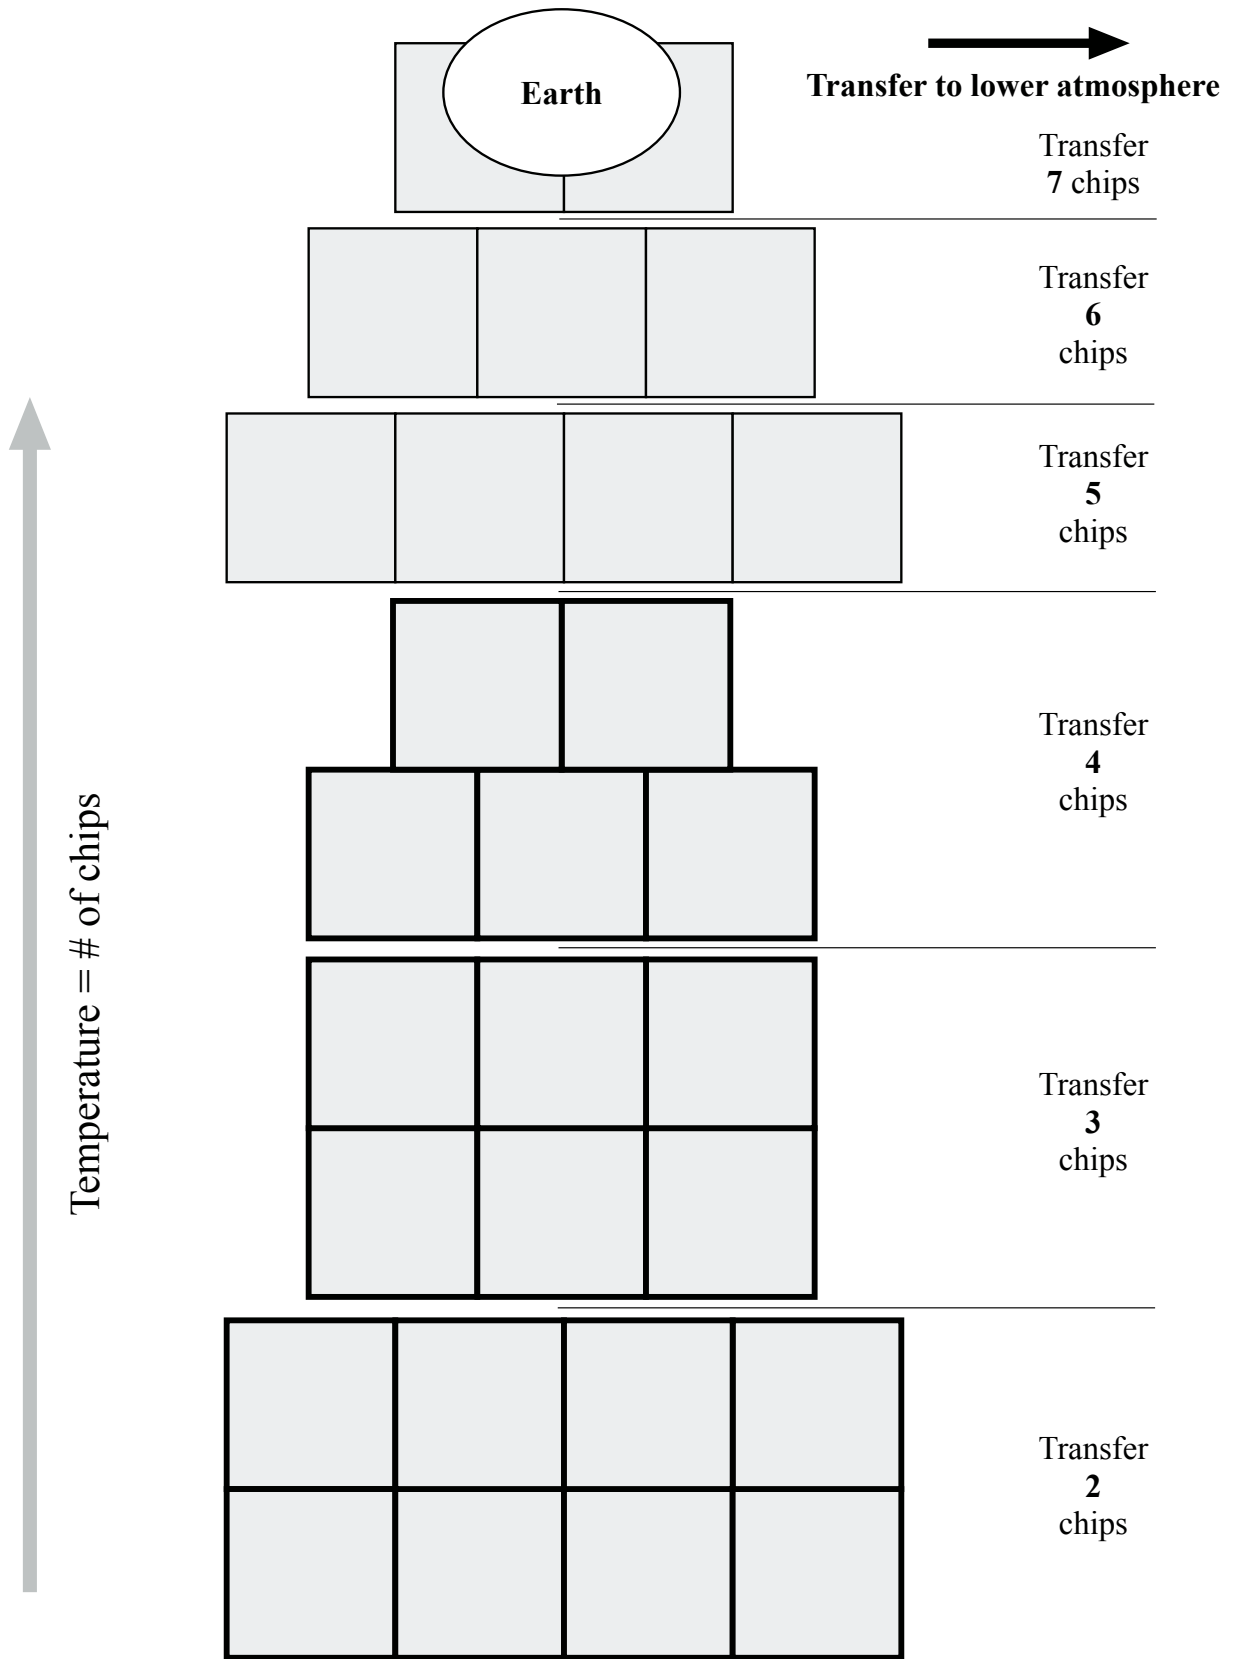 Earth
Transfer to lower atmosphere
Transfer
7 chips
Transfer
6
chips
Transfer
5
chips
Transfer
4
chips
Temperature = # of chips
Transfer
3
chips
Transfer
2
chips